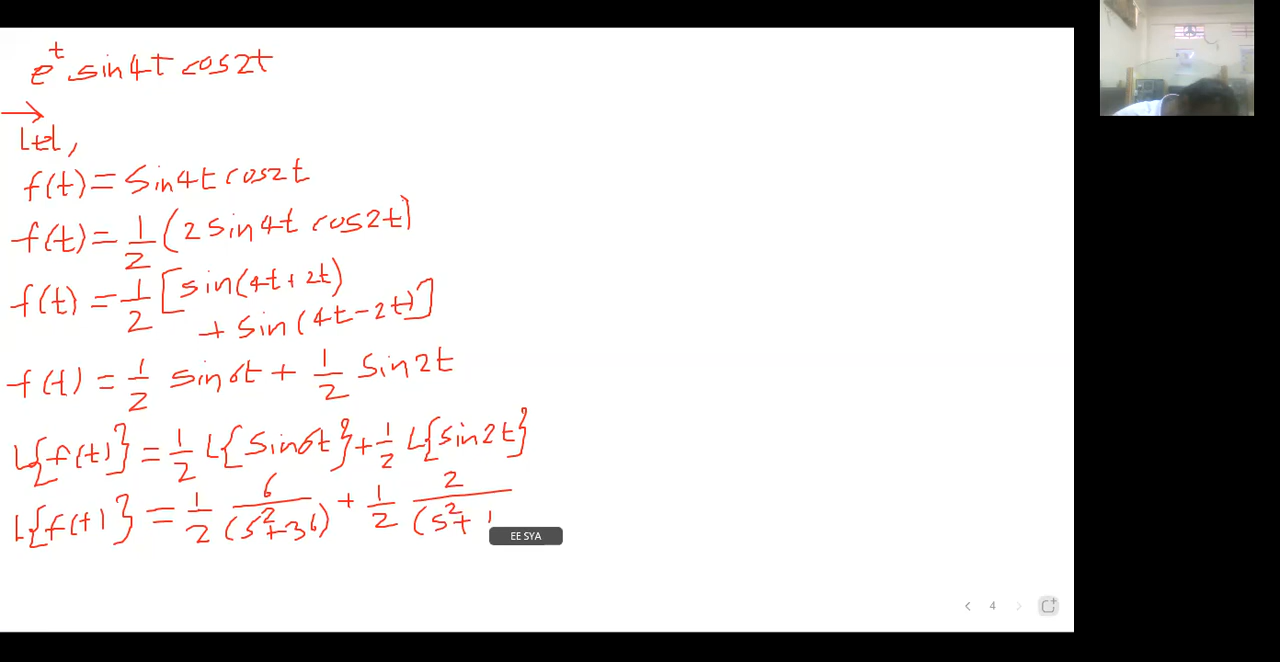 e^t sin4t cos2t
→
Let,
f(t) = sin4t cos2t
f(t) = 1/2 (2 sin4t cos2t)
f(t) = 1/2 [sin(4t+2t)
+ sin(4t-2t)]
f(t) = 1/2 sin6t + 1/2 sin2t
L{f(t)} = 1/2 L{sin6t} + 1/2 L{sin2t}
L{f(t)} = 1/2 6/(s²+36) + 1/2 2/(s²+
EE SYA
< 4 >